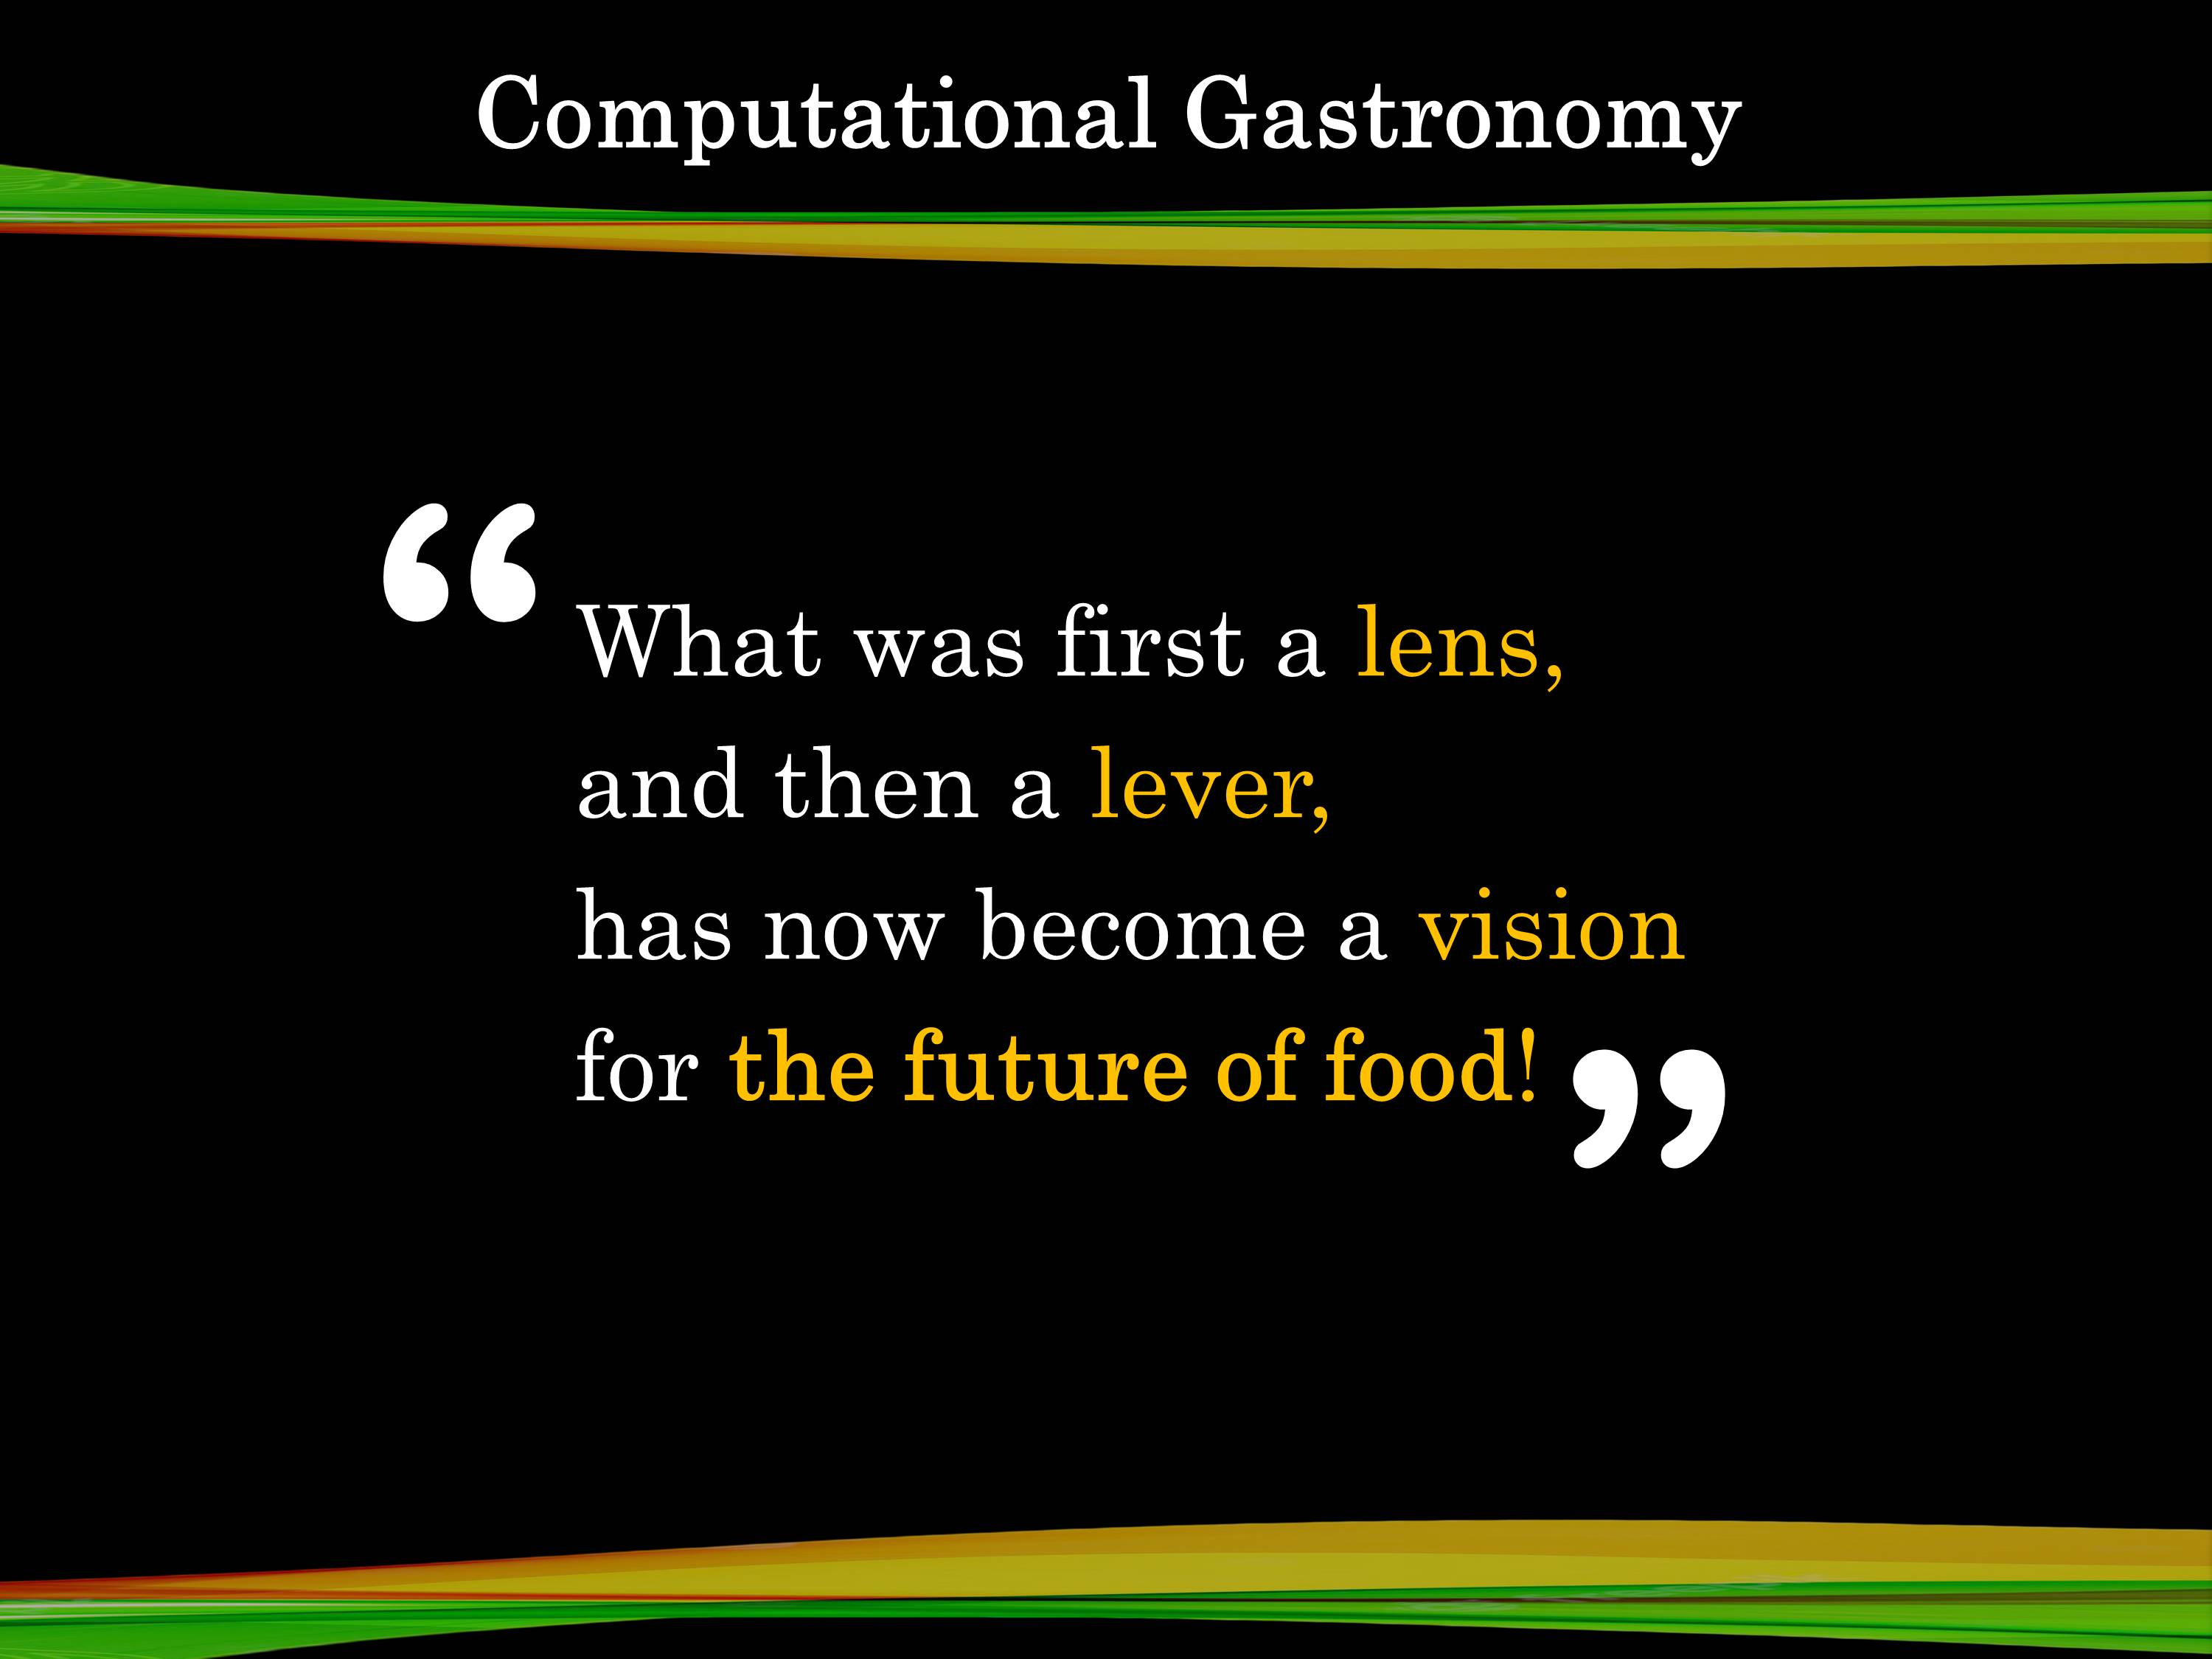 Computational Gastronomy
“What was first a lens,
and then a lever,
has now become a vision
for the future of food!”